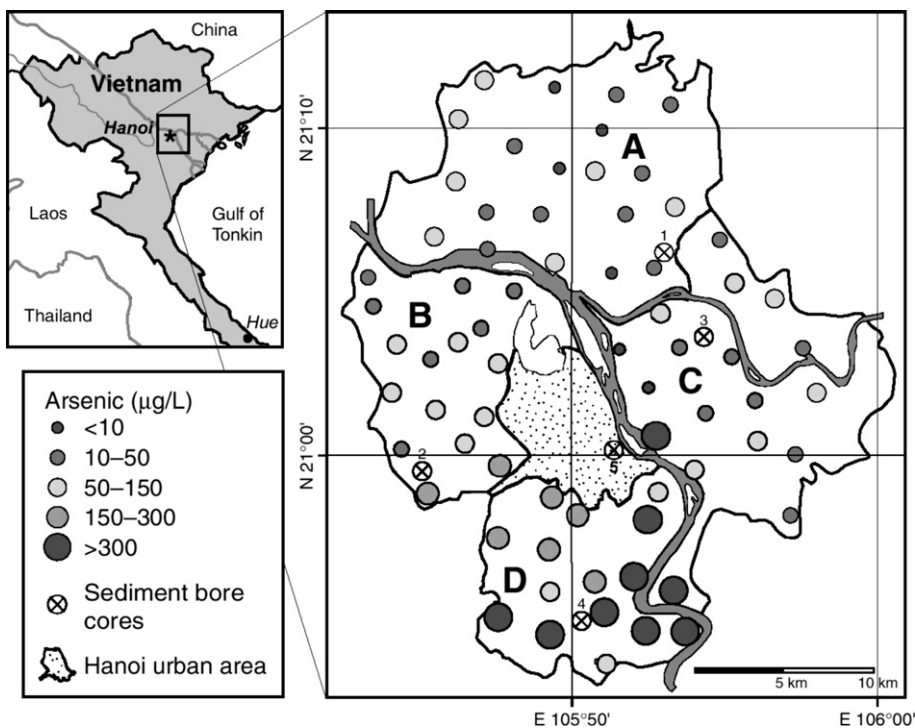 China
Vietnam
Hanoi
*
Laos
Gulf of
Tonkin
Thailand
Hue
Arsenic (µg/L)
<10
10–50
50–150
150–300
>300
Sediment bore
cores
Hanoi urban area
N 21°10'
N 21°00'
A
B
C
D
1
2
3
4
5
5 km
10 km
E 105°50'
E 106°00'